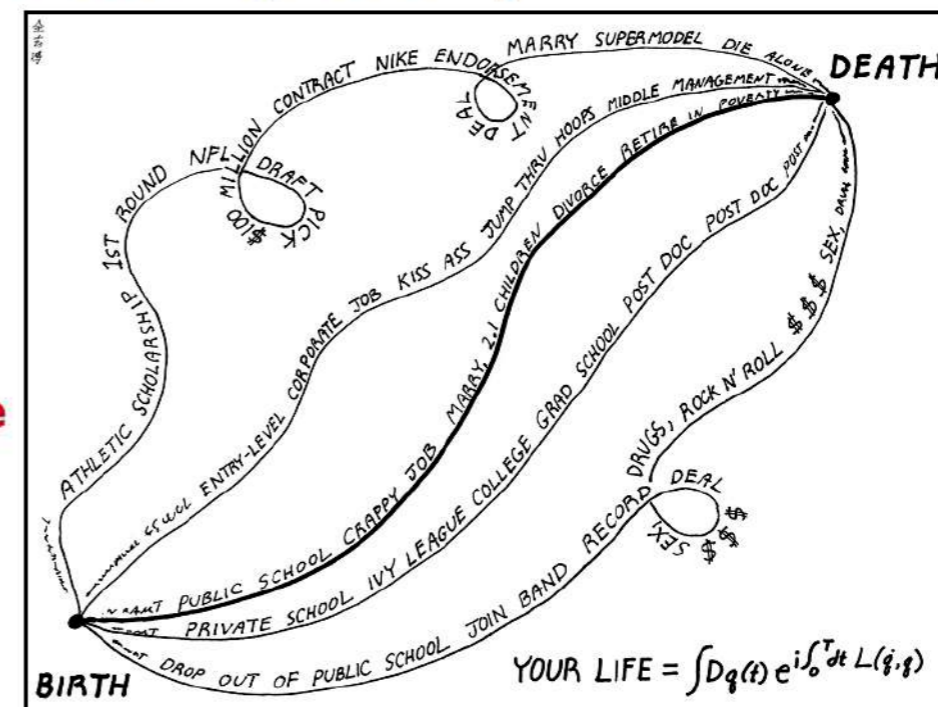 MARRY SUPERMODEL DIE ALONE
DEATH
$100 MILLION CONTRACT NIKE ENDORSEMENT DEAL
ATHLETIC SCHOLARSHIP 1ST ROUND NFL DRAFT PICK
ENTRY-LEVEL CORPORATE JOB KISS ASS JUMP THRU HOOPS MIDDLE MANAGEMENT
PUBLIC SCHOOL CRAPPY JOB MARRY, 2.1 CHILDREN DIVORCE RETIRE IN POVERTY
PRIVATE SCHOOL IVY LEAGUE COLLEGE GRAD SCHOOL POST DOC POST DOC POST
DROP OUT OF PUBLIC SCHOOL JOIN BAND RECORD DEAL $ $ $ SEX, DRUGS, ROCK N' ROLL $ $ $ SEX,
BIRTH
YOUR LIFE = ∫Dq(t) e^{i∫_0^T dt L(q̇,q)}
e